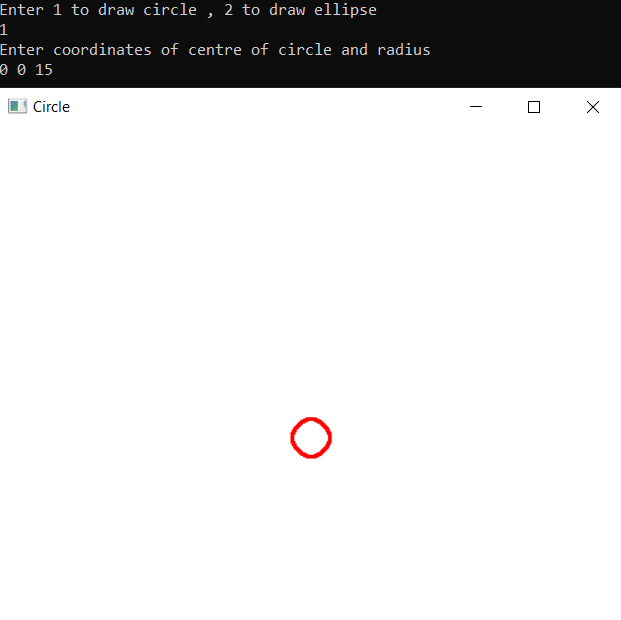 Enter 1 to draw circle , 2 to draw ellipse
1
Enter coordinates of centre of circle and radius
0 0 15
Circle